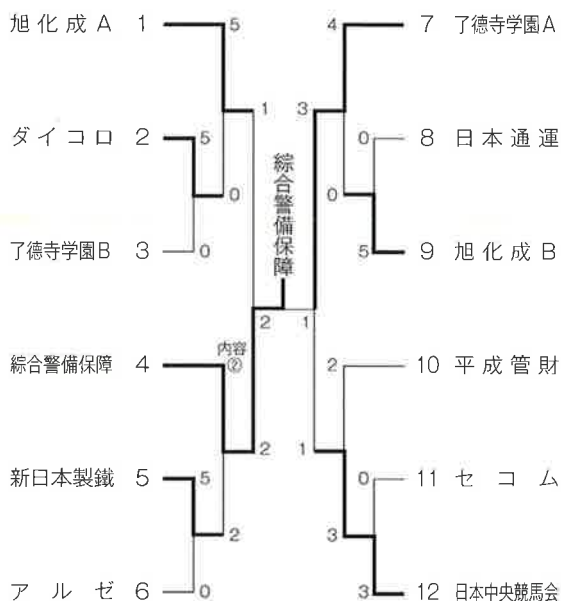 旭化成A 1
ダイコロ 2
了德寺学園B 3
綜合警備保障 4
新日本製鐵 5
アルゼ 6
5
5
0
0
1
内容
②
2
5
2
0
2
綜合警備保障
1
4
3
0
0
5
2
1
0
3
3
7 了德寺学園A
8 日本通運
9 旭化成B
10 平成管財
11 セコム
12 日本中央競馬会